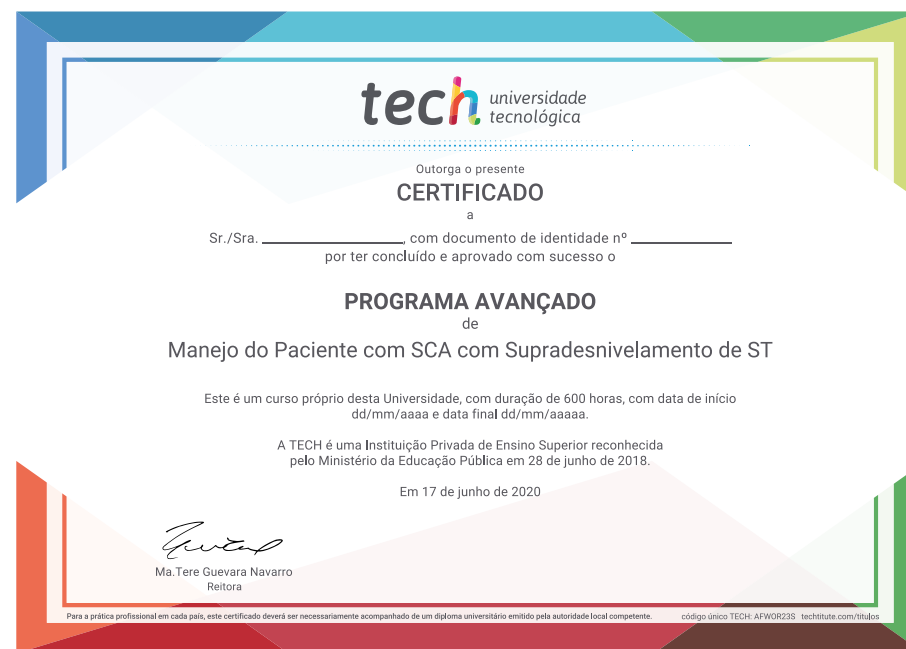 tech universidade
tecnológica
Outorga o presente
CERTIFICADO
a
Sr./Sra. ________________, com documento de identidade nº ____________
por ter concluído e aprovado com sucesso o
PROGRAMA AVANÇADO
de
Manejo do Paciente com SCA com Supradesnivelamento de ST
Este é um curso próprio desta Universidade, com duração de 600 horas, com data de início
dd/mm/aaaa e data final dd/mm/aaaaa.
A TECH é uma Instituição Privada de Ensino Superior reconhecida
pelo Ministério da Educação Pública em 28 de junho de 2018.
Em 17 de junho de 2020
Ma.Tere Guevara Navarro
Reitora
Para a prática profissional em cada país, este certificado deverá ser necessariamente acompanhado de um diploma universitário emitido pela autoridade local competente. código único TECH: AFWOR23S techtitute.com/titulos